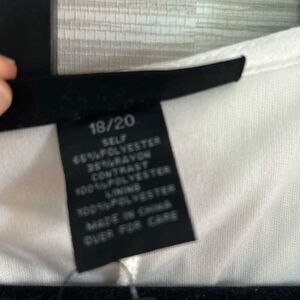 18/20
SELF
65%POLYESTER
35%RAYON
CONTRAST
100%POLYESTER
LINING
100%POLYESTER
MADE IN CHINA
OVER FOR CARE